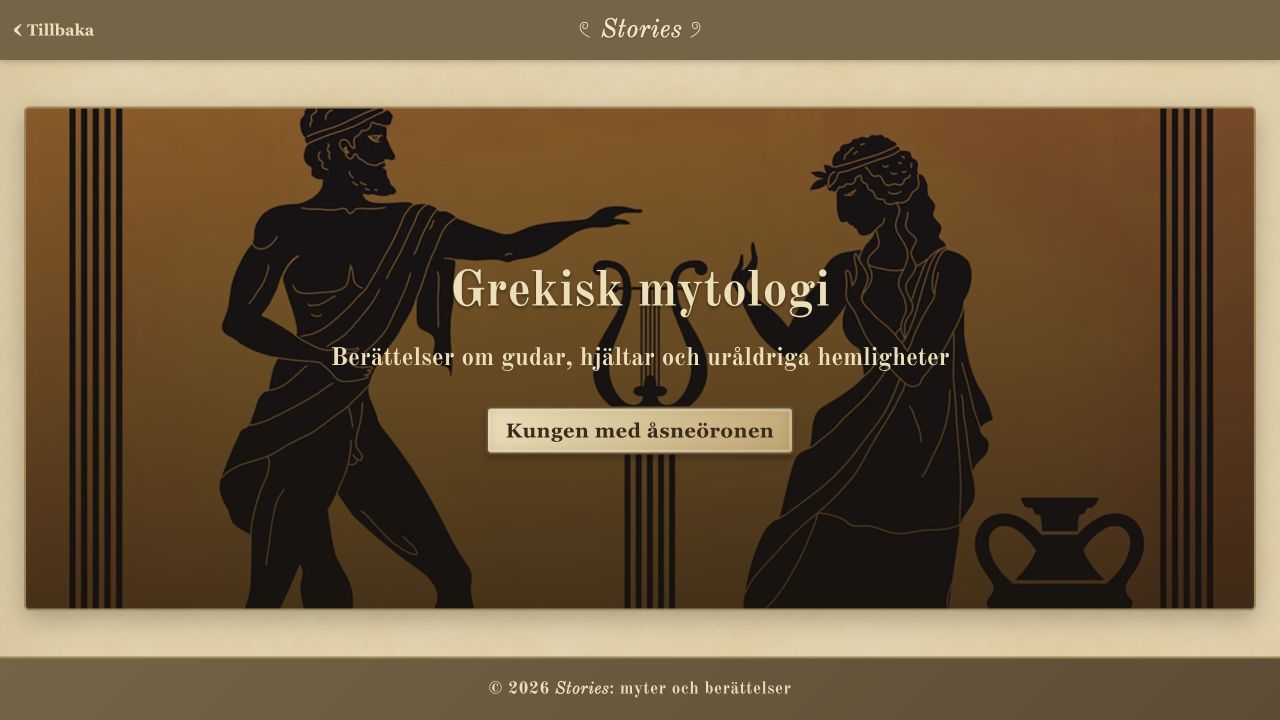 Tillbaka
Stories
Grekisk mytologi
Berättelser om gudar, hjältar och uråldriga hemligheter
Kungen med åsneöronen
© 2026 Stories: myter och berättelser